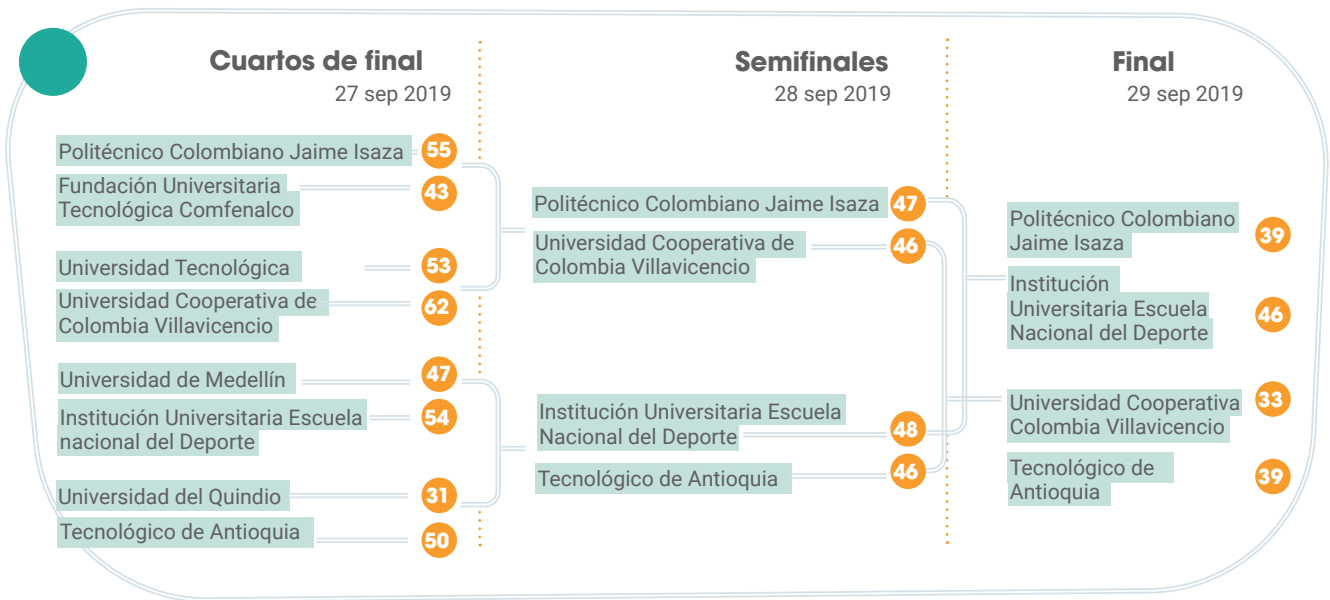 Cuartos de final
27 sep 2019
Politécnico Colombiano Jaime Isaza
55
Fundación Universitaria
Tecnológica Comfenalco
43
Universidad Tecnológica
53
Universidad Cooperativa de
Colombia Villavicencio
62
Universidad de Medellín
47
Institución Universitaria Escuela
nacional del Deporte
54
Universidad del Quindio
31
Tecnológico de Antioquia
50
Semifinales
28 sep 2019
Politécnico Colombiano Jaime Isaza
47
Universidad Cooperativa de
Colombia Villavicencio
46
Institución Universitaria Escuela
Nacional del Deporte
48
Tecnológico de Antioquia
46
Final
29 sep 2019
Politécnico Colombiano
Jaime Isaza
39
Institución
Universitaria Escuela
Nacional del Deporte
46
Universidad Cooperativa
Colombia Villavicencio
33
Tecnológico de
Antioquia
39